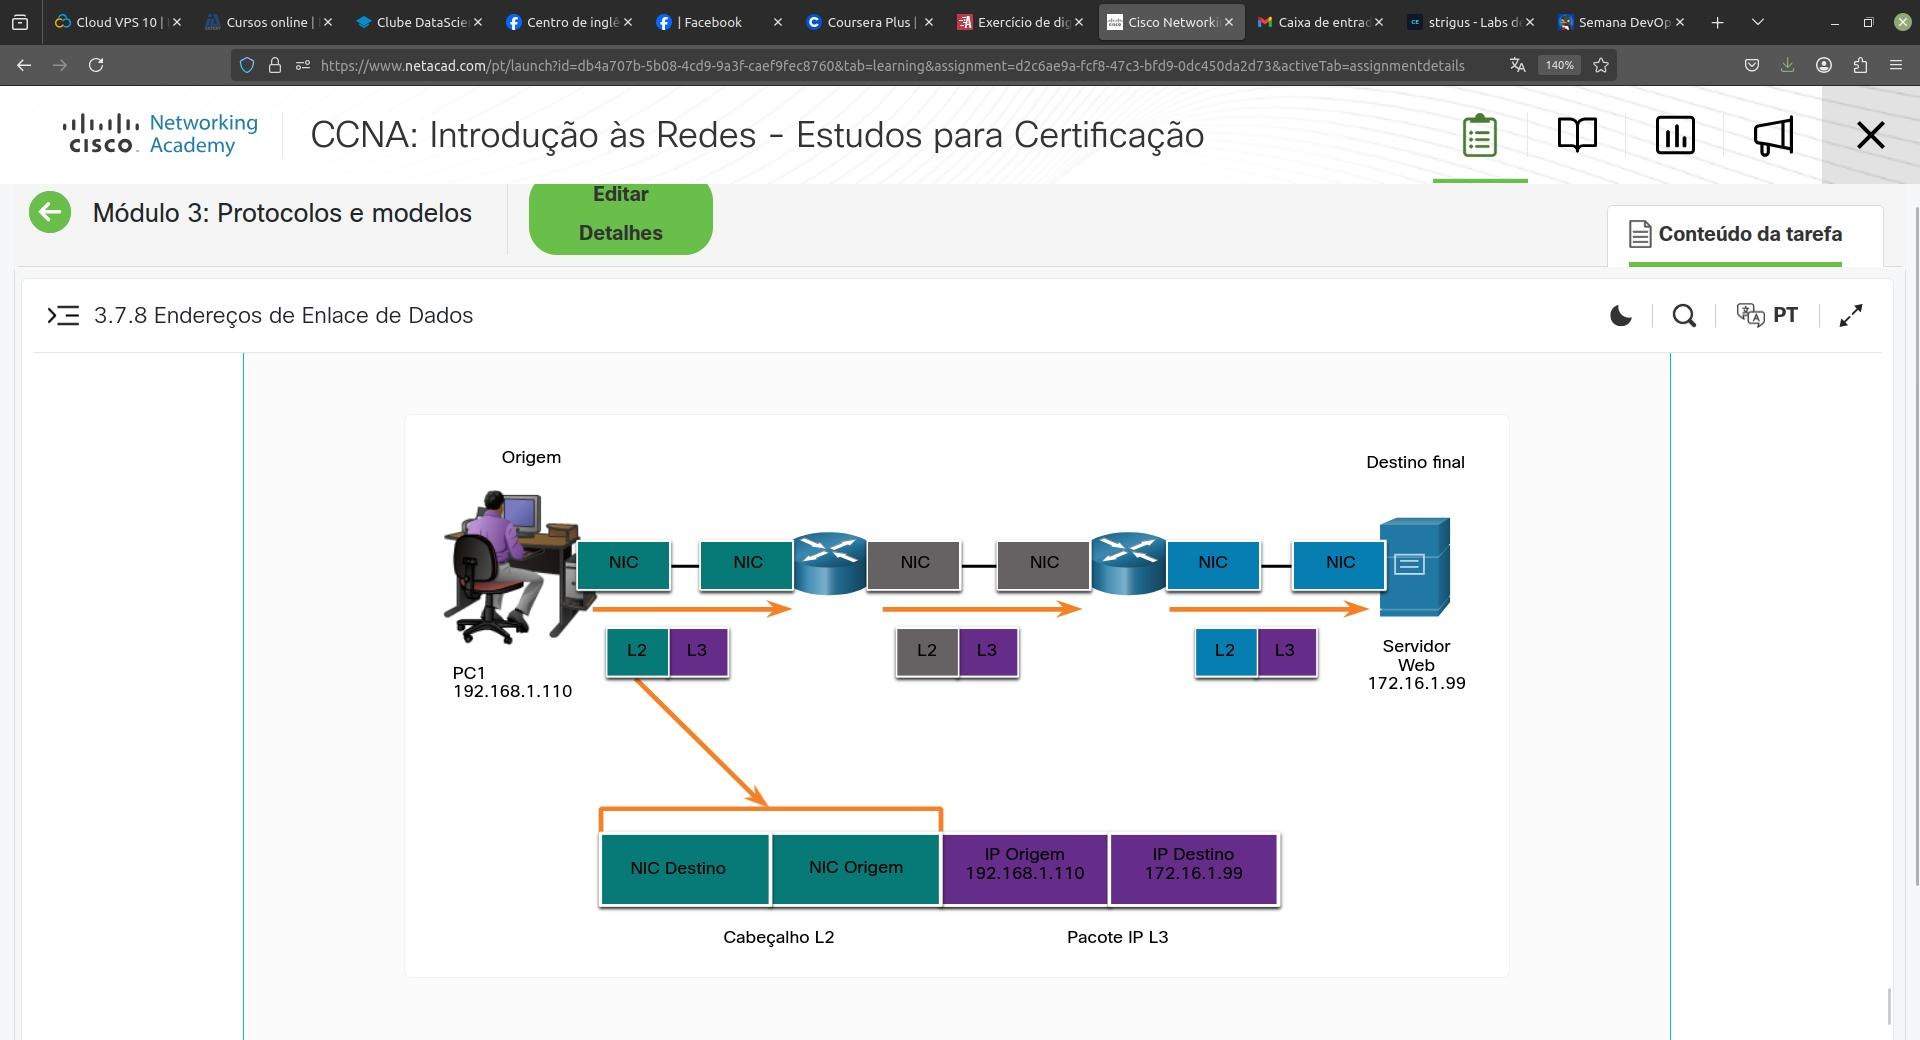 Cloud VPS 10 |
Cursos online |
Clube DataScie
Centro de inglê
| Facebook
Coursera Plus |
Exercício de dig
Cisco Networki
Caixa de entrad
strigus - Labs d
Semana DevOp
https://www.netacad.com/pt/launch?id=db4a707b-5b08-4cd9-9a3f-caef9fec8760&tab=learning&assignment=d2c6ae9a-fcf8-47c3-bfd9-0dc450da2d73&activeTab=assignmentdetails
140%
CISCO Networking Academy
CCNA: Introdução às Redes - Estudos para Certificação
Módulo 3: Protocolos e modelos
Editar
Detalhes
Conteúdo da tarefa
3.7.8 Endereços de Enlace de Dados
PT
Origem
Destino final
NIC NIC NIC NIC NIC NIC
L2 L3 L2 L3 L2 L3
PC1
192.168.1.110
Servidor
Web
172.16.1.99
NIC Destino
NIC Origem
IP Origem
192.168.1.110
IP Destino
172.16.1.99
Cabeçalho L2
Pacote IP L3